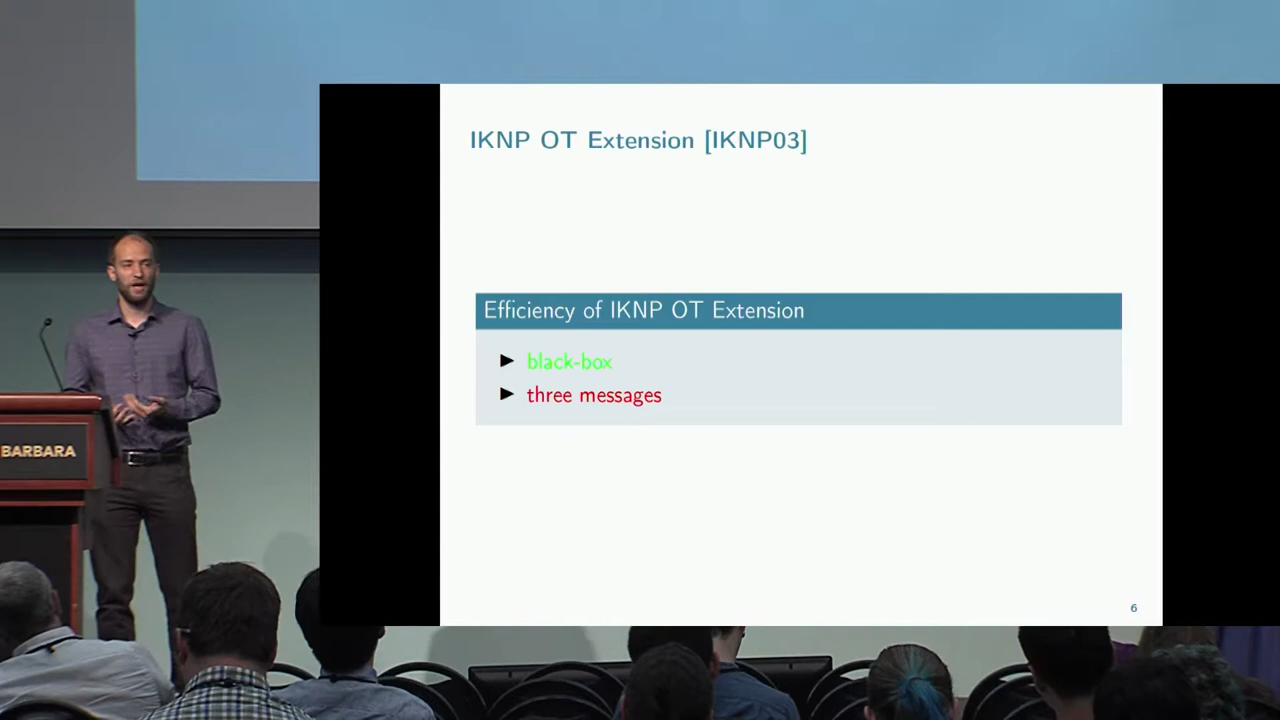 IKNP OT Extension [IKNP03]
Efficiency of IKNP OT Extension
black-box
three messages
6
BARBARA